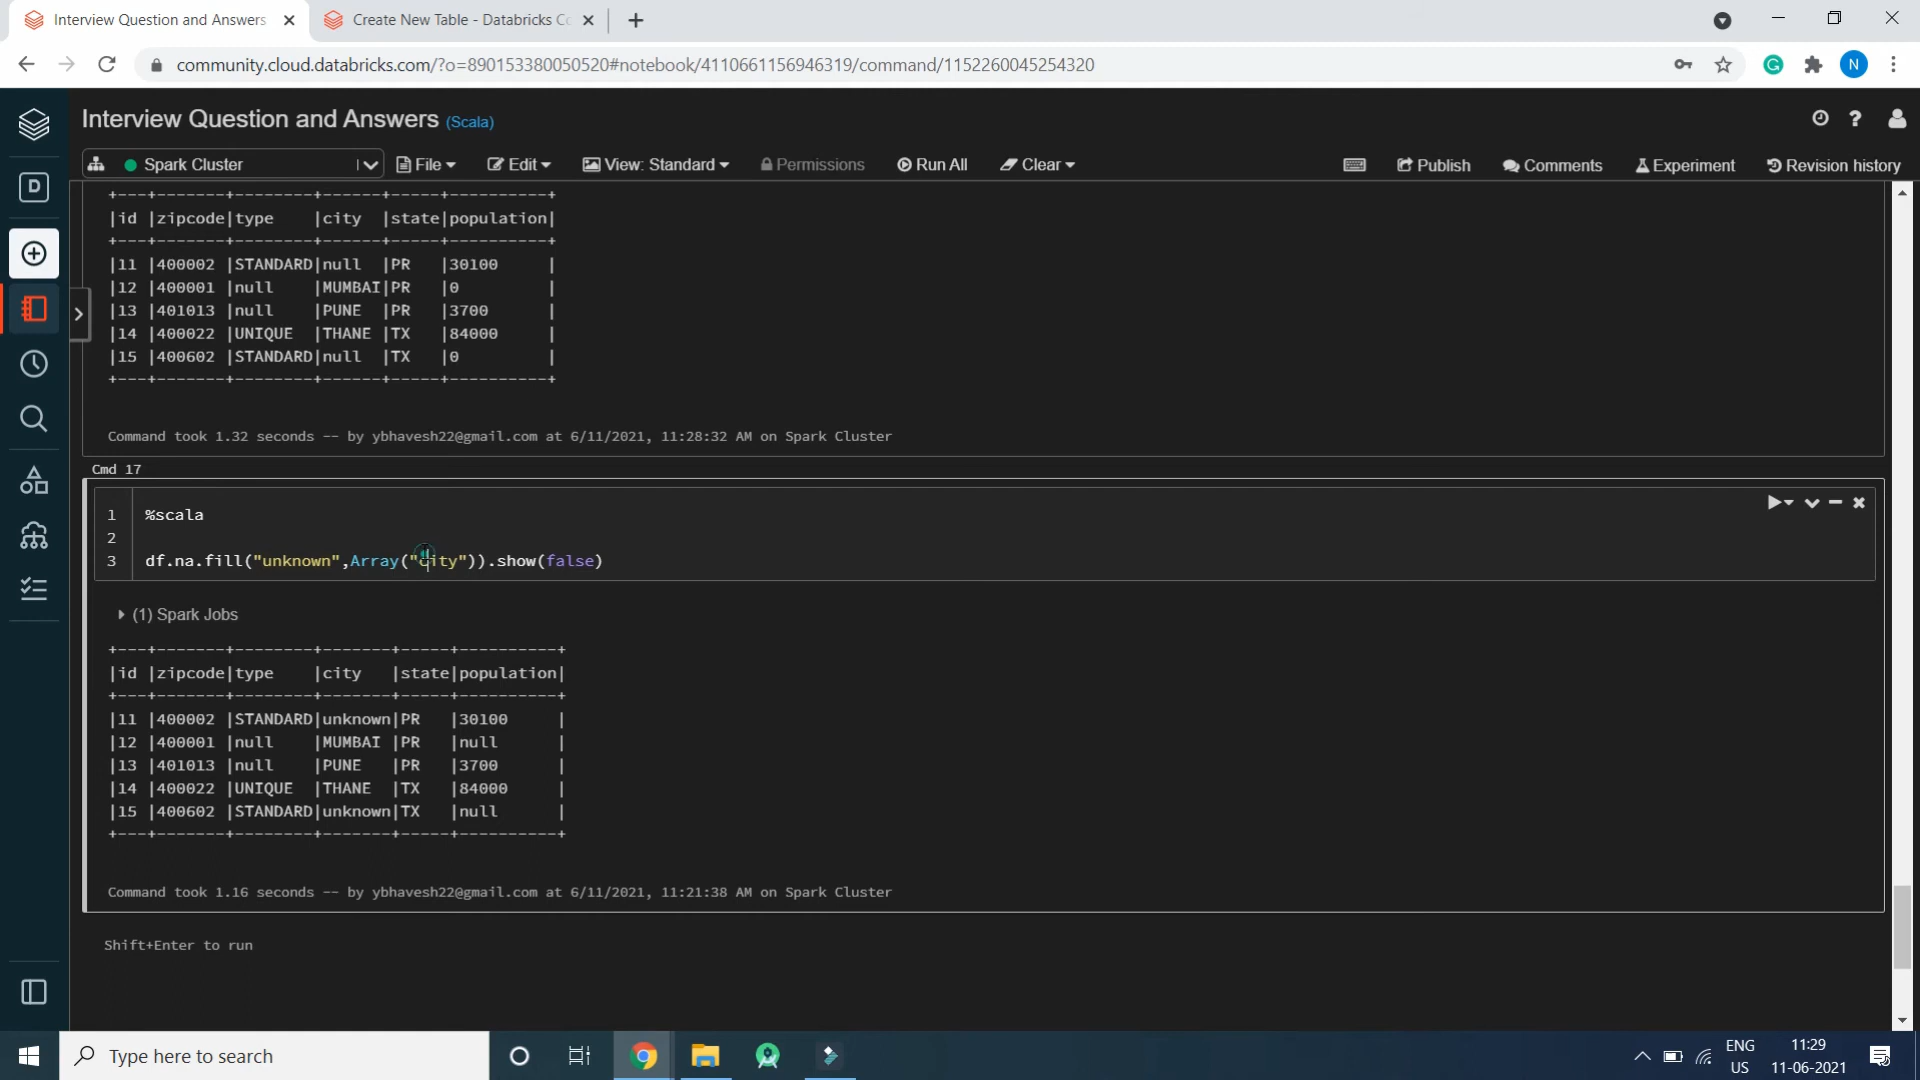 Interview Question and Answers
Create New Table - Databricks Co
community.cloud.databricks.com/?o=890153380050520#notebook/4110661156946319/command/1152260045254320
N
Interview Question and Answers (Scala)
Spark Cluster
File
Edit
View: Standard
Permissions
Run All
Clear
Publish
Comments
Experiment
Revision history
D
+---+-------+--------+------+-----+----------+
|id |zipcode|type    |city  |state|population|
+---+-------+--------+------+-----+----------+
|11 |400002 |STANDARD|null  |PR   |30100     |
|12 |400001 |null    |MUMBAI|PR   |0         |
|13 |401013 |null    |PUNE  |PR   |3700      |
|14 |400022 |UNIQUE  |THANE |TX   |84000     |
|15 |400602 |STANDARD|null  |TX   |0         |
+---+-------+--------+------+-----+----------+
Command took 1.32 seconds -- by ybhavesh22@gmail.com at 6/11/2021, 11:28:32 AM on Spark Cluster
Cmd 17
1 %scala
2
3 df.na.fill("unknown",Array("city")).show(false)
(1) Spark Jobs
+---+-------+--------+-------+-----+----------+
|id |zipcode|type    |city   |state|population|
+---+-------+--------+-------+-----+----------+
|11 |400002 |STANDARD|unknown|PR   |30100     |
|12 |400001 |null    |MUMBAI |PR   |null      |
|13 |401013 |null    |PUNE   |PR   |3700      |
|14 |400022 |UNIQUE  |THANE  |TX   |84000     |
|15 |400602 |STANDARD|unknown|TX   |null      |
+---+-------+--------+-------+-----+----------+
Command took 1.16 seconds -- by ybhavesh22@gmail.com at 6/11/2021, 11:21:38 AM on Spark Cluster
Shift+Enter to run
Type here to search
ENG
US
11:29
11-06-2021